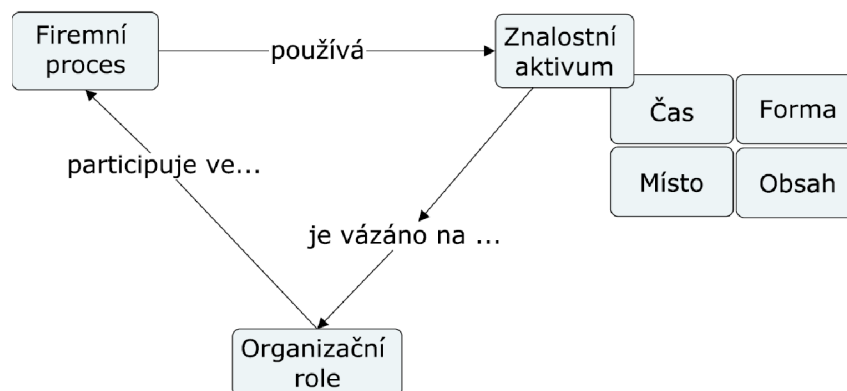 Firemní
proces
používá
Znalostní
aktivum
Čas
Forma
Místo
Obsah
participuje ve...
je vázáno na ...
Organizační
role